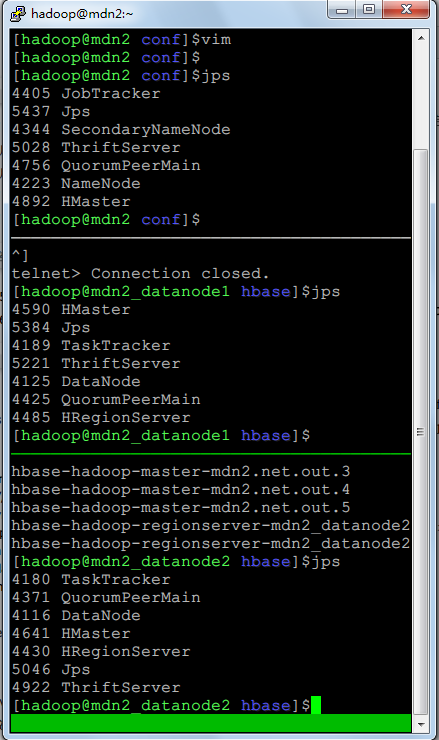 hadoop@mdn2:~
[hadoop@mdn2 conf]$vim
[hadoop@mdn2 conf]$
[hadoop@mdn2 conf]$jps
4405 JobTracker
5437 Jps
4344 SecondaryNameNode
5028 ThriftServer
4756 QuorumPeerMain
4223 NameNode
4892 HMaster
[hadoop@mdn2 conf]$
^]
telnet> Connection closed.
[hadoop@mdn2_datanode1 hbase]$jps
4590 HMaster
5384 Jps
4189 TaskTracker
5221 ThriftServer
4125 DataNode
4425 QuorumPeerMain
4485 HRegionServer
[hadoop@mdn2_datanode1 hbase]$
hbase-hadoop-master-mdn2.net.out.3
hbase-hadoop-master-mdn2.net.out.4
hbase-hadoop-master-mdn2.net.out.5
hbase-hadoop-regionserver-mdn2_datanode2
hbase-hadoop-regionserver-mdn2_datanode2
[hadoop@mdn2_datanode2 hbase]$jps
4180 TaskTracker
4371 QuorumPeerMain
4116 DataNode
4641 HMaster
4430 HRegionServer
5046 Jps
4922 ThriftServer
[hadoop@mdn2_datanode2 hbase]$